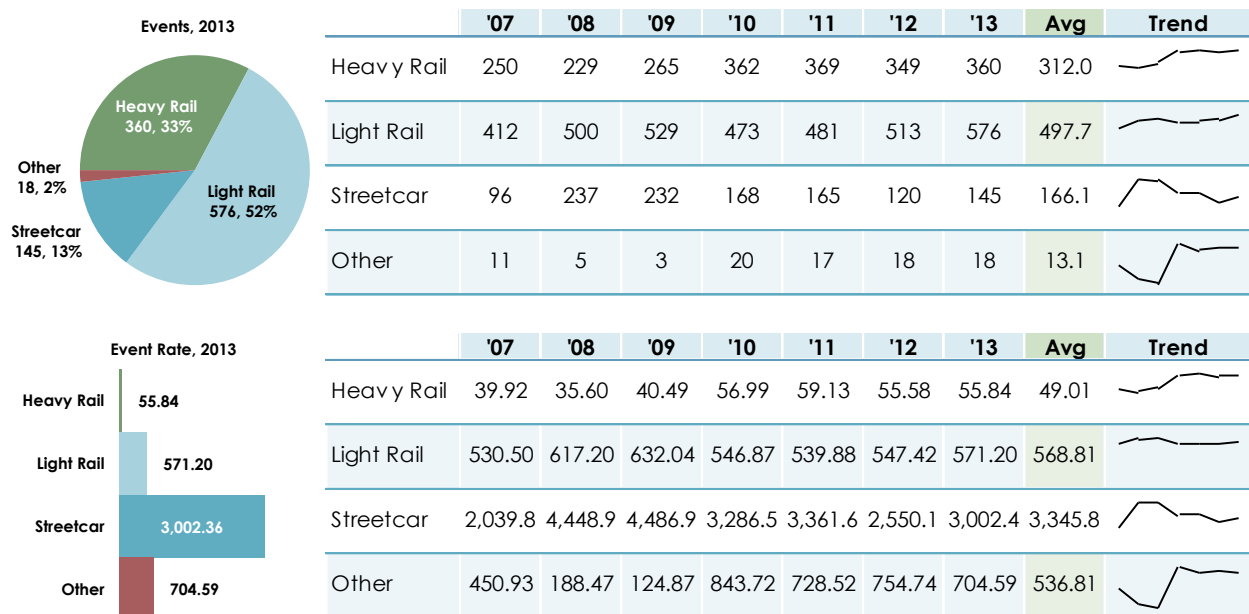 Events, 2013
Heavy Rail
360, 33%
Other
18, 2%
Light Rail
576, 52%
Streetcar
145, 13%
'07 '08 '09 '10 '11 '12 '13 Avg Trend
Heavy Rail 250 229 265 362 369 349 360 312.0
Light Rail 412 500 529 473 481 513 576 497.7
Streetcar 96 237 232 168 165 120 145 166.1
Other 11 5 3 20 17 18 18 13.1
Event Rate, 2013
Heavy Rail 55.84
Light Rail 571.20
Streetcar 3,002.36
Other 704.59
'07 '08 '09 '10 '11 '12 '13 Avg Trend
Heavy Rail 39.92 35.60 40.49 56.99 59.13 55.58 55.84 49.01
Light Rail 530.50 617.20 632.04 546.87 539.88 547.42 571.20 568.81
Streetcar 2,039.8 4,448.9 4,486.9 3,286.5 3,361.6 2,550.1 3,002.4 3,345.8
Other 450.93 188.47 124.87 843.72 728.52 754.74 704.59 536.81